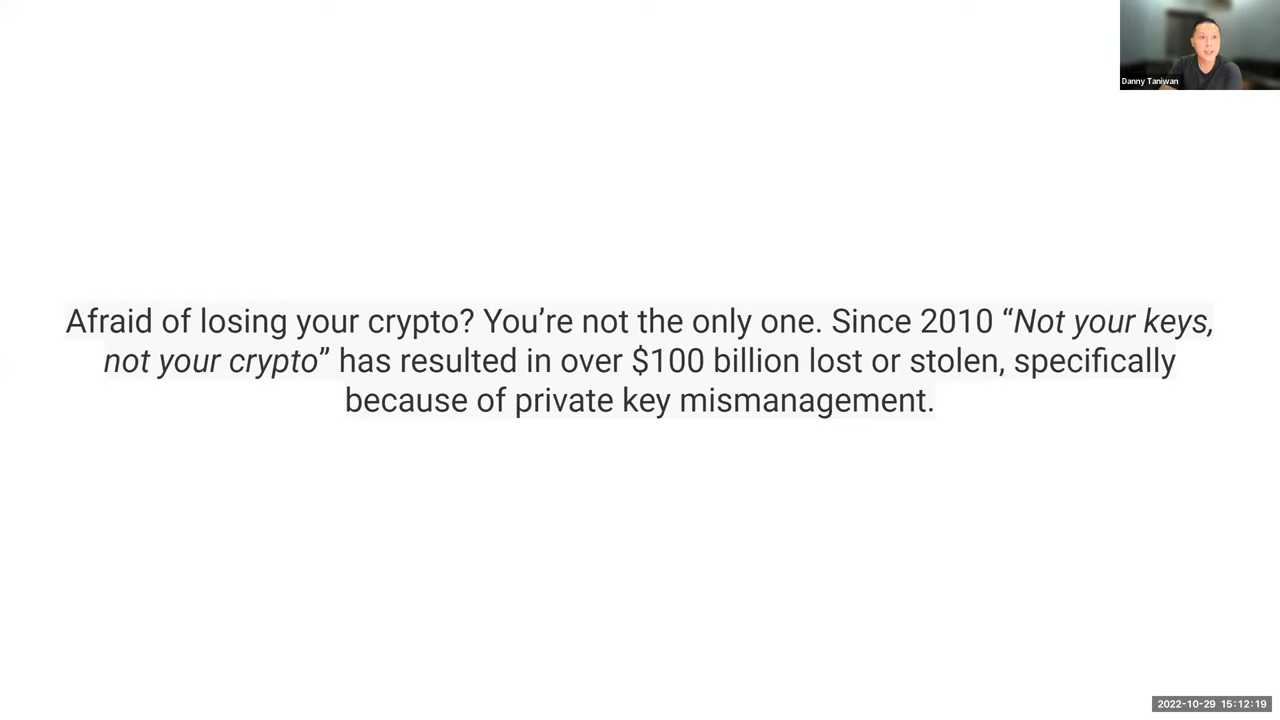 Danny Taniwan
Afraid of losing your crypto? You’re not the only one. Since 2010 “Not your keys,
not your crypto” has resulted in over $100 billion lost or stolen, specifically
because of private key mismanagement.
2022-10-29 15:12:19